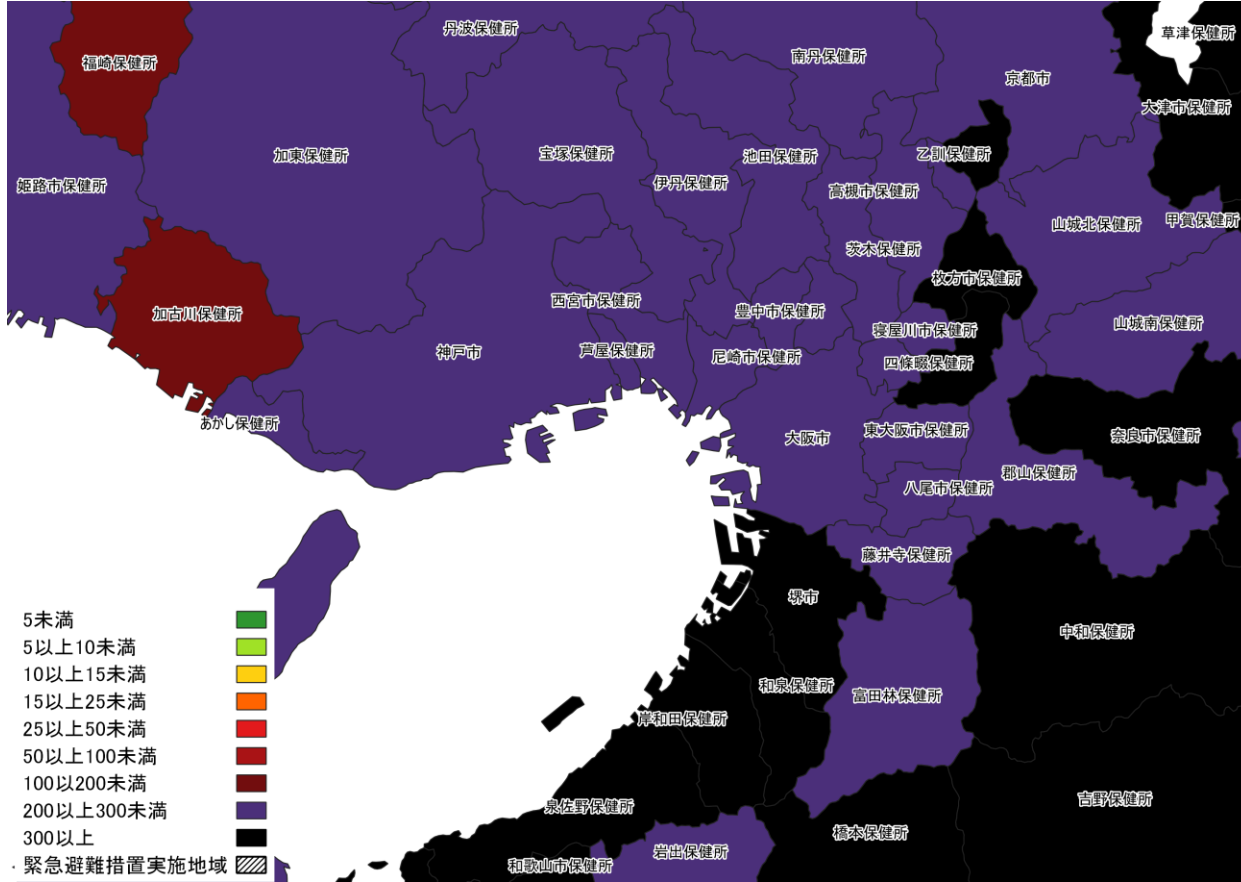 丹波保健所
南丹保健所
草津保健所
福崎保健所
京都市
大津市保健所
加東保健所
宝塚保健所
池田保健所
乙訓保健所
姫路市保健所
伊丹保健所
高槻市保健所
山城北保健所
甲賀保健所
茨木保健所
枚方市保健所
西宮市保健所
豊中市保健所
加古川保健所
寝屋川市保健所
山城南保健所
神戸市
芦屋保健所
尼崎市保健所
四條畷保健所
あかし保健所
大阪市
東大阪市保健所
奈良市保健所
八尾市保健所
郡山保健所
藤井寺保健所
堺市
中和保健所
和泉保健所
富田林保健所
岸和田保健所
泉佐野保健所
吉野保健所
橋本保健所
岩出保健所
和歌山市保健所
5未満
5以上10未満
10以上15未満
15以上25未満
25以上50未満
50以上100未満
100以200未満
200以上300未満
300以上
緊急避難措置実施地域